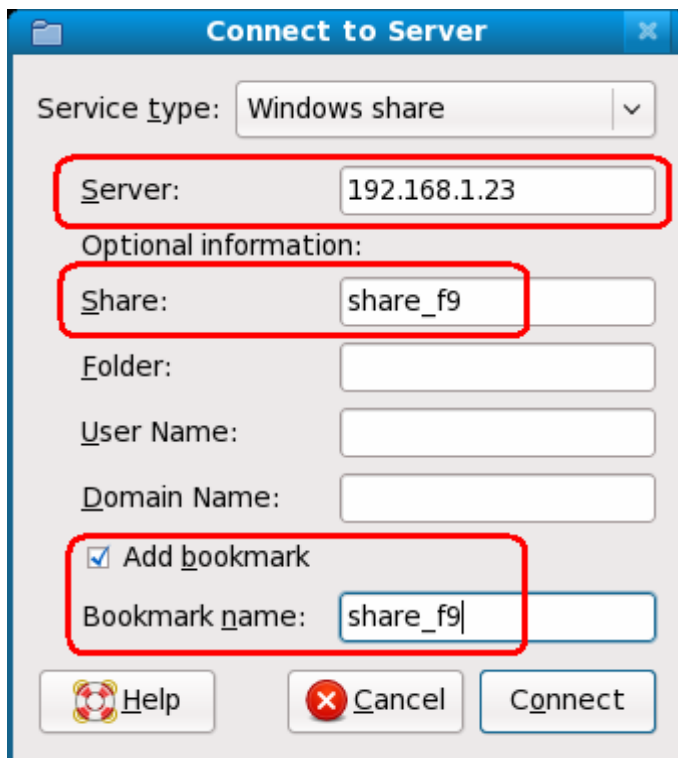 Connect to Server
Service type: Windows share
Server: 192.168.1.23
Optional information:
Share: share_f9
Folder:
User Name:
Domain Name:
Add bookmark
Bookmark name: share_f9
Help Cancel Connect